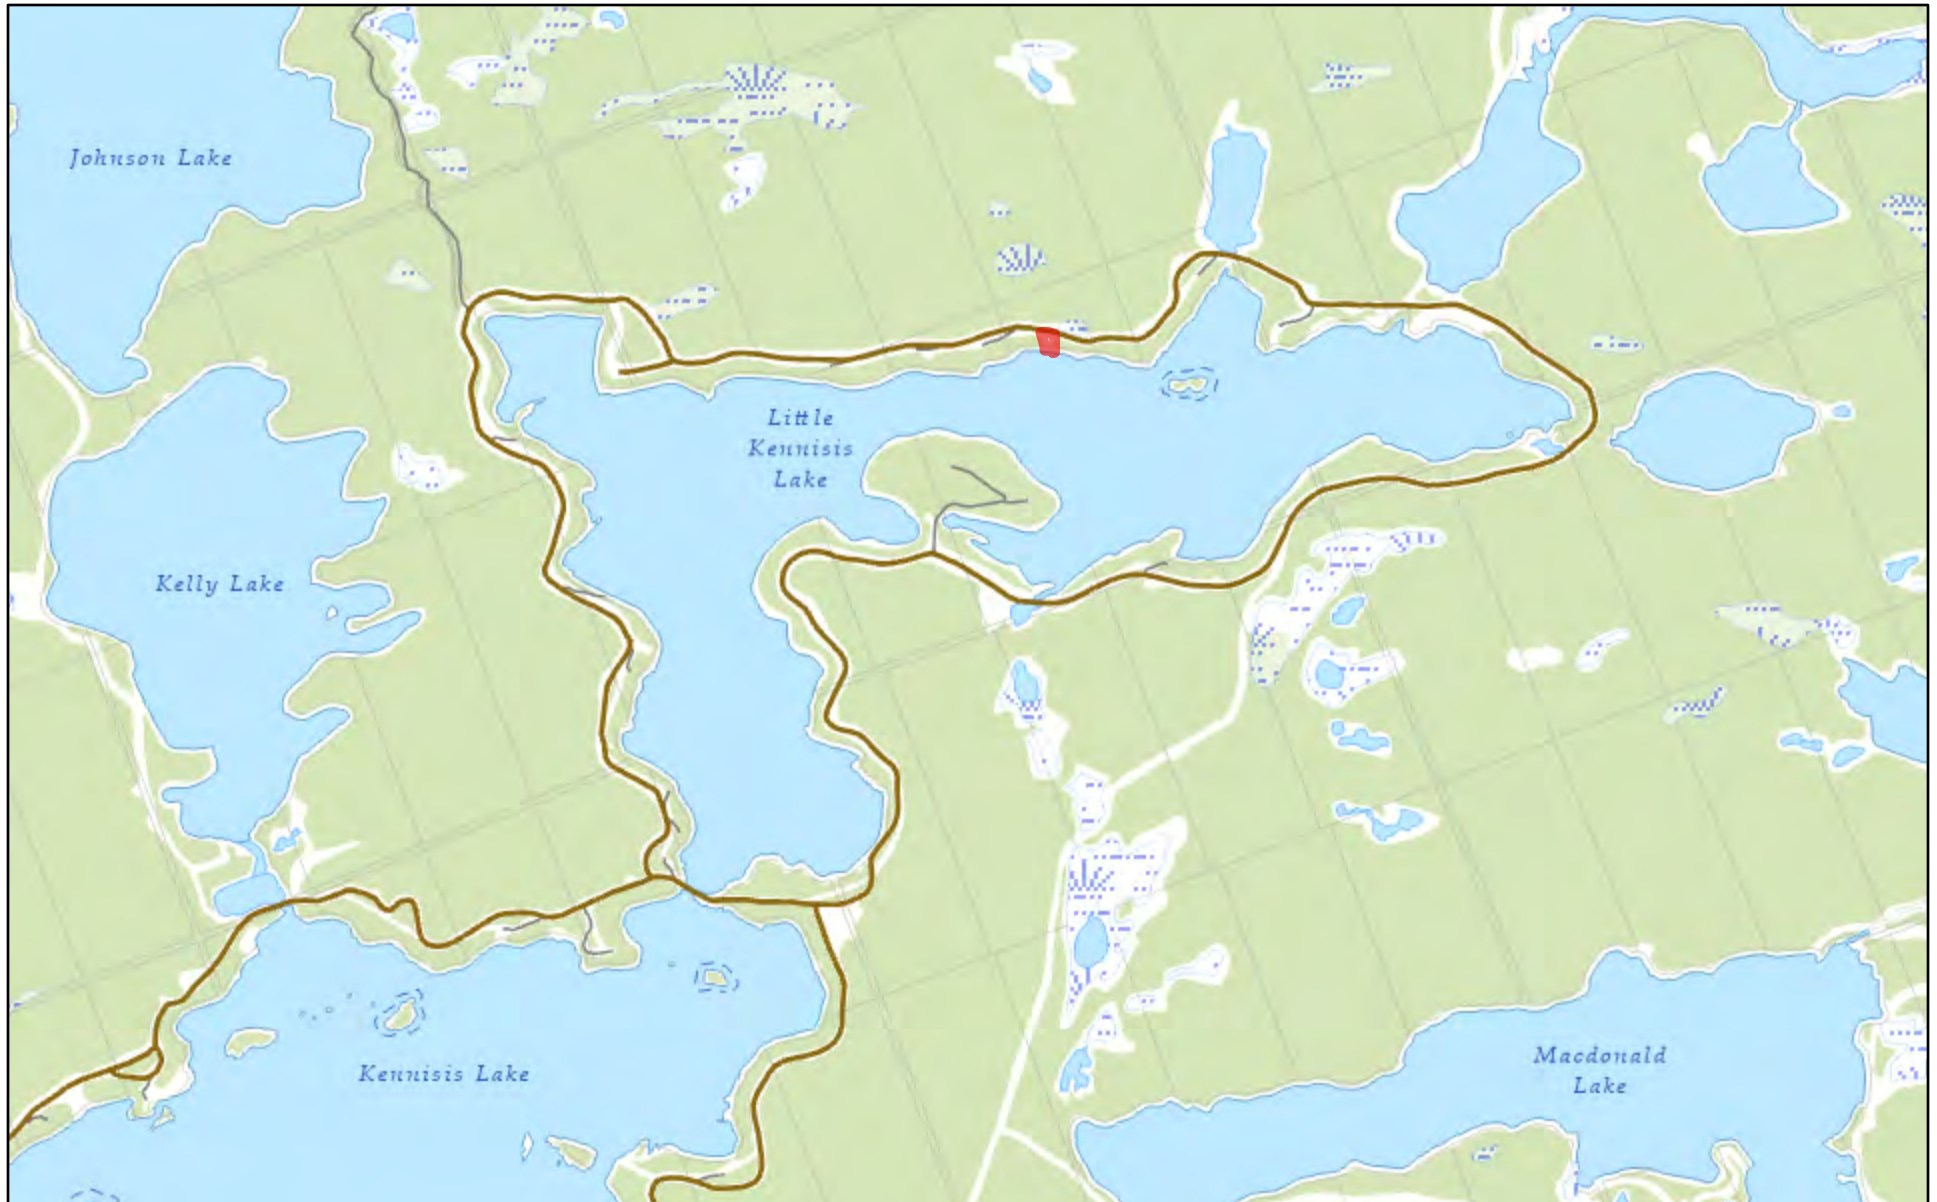 Johnson Lake
Little
Kennisis
Lake
Kelly Lake
Kennisis Lake
Macdonald
Lake